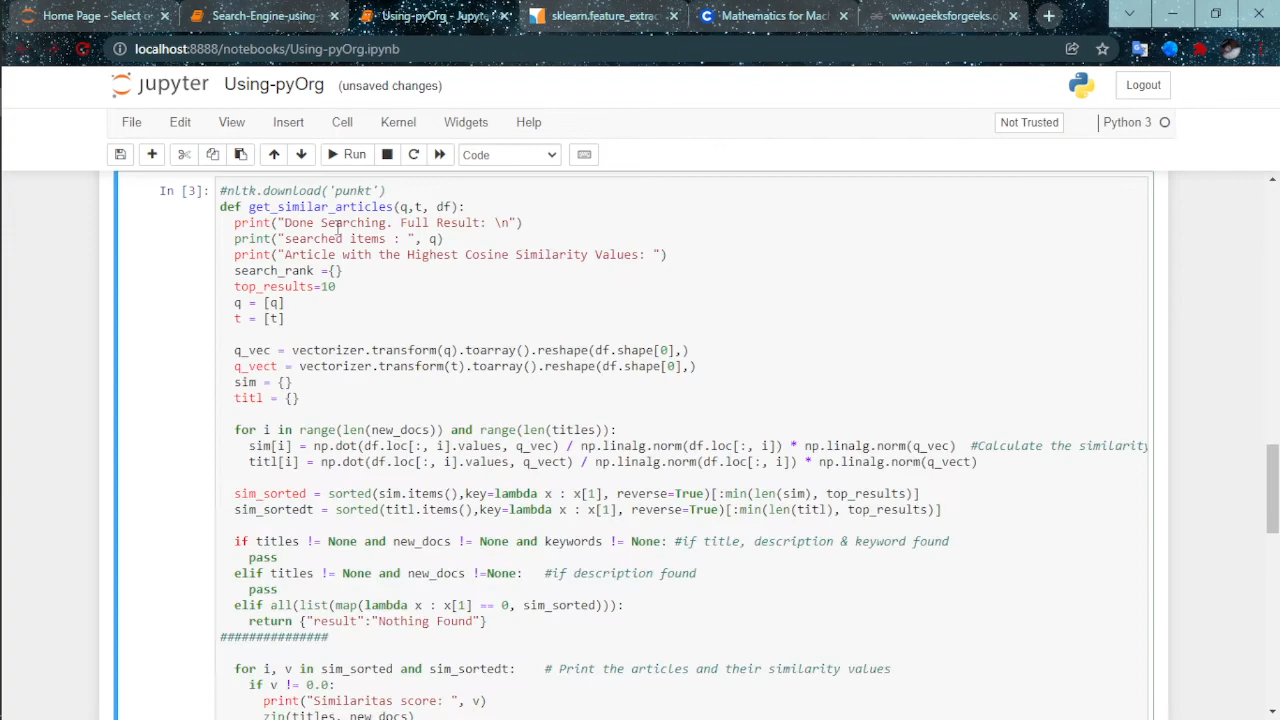 Home Page - Select o
Search-Engine-using
Using-pyOrg - Jupyte
sklearn.feature_extrac
Mathematics for Mac
www.geeksforgeeks.c
localhost:8888/notebooks/Using-pyOrg.ipynb
jupyter Using-pyOrg (unsaved changes)
Logout
File Edit View Insert Cell Kernel Widgets Help
Not Trusted
Python 3
Run
Code
In [3]:
#nltk.download('punkt')
def get_similar_articles(q,t, df):
print("Done Searching. Full Result: \n")
print("searched items : ", q)
print("Article with the Highest Cosine Similarity Values: ")
search_rank ={}
top_results=10
q = [q]
t = [t]
q_vec = vectorizer.transform(q).toarray().reshape(df.shape[0],)
q_vect = vectorizer.transform(t).toarray().reshape(df.shape[0],)
sim = {}
titl = {}
for i in range(len(new_docs)) and range(len(titles)):
sim[i] = np.dot(df.loc[:, i].values, q_vec) / np.linalg.norm(df.loc[:, i]) * np.linalg.norm(q_vec)  #Calculate the similarity
titl[i] = np.dot(df.loc[:, i].values, q_vect) / np.linalg.norm(df.loc[:, i]) * np.linalg.norm(q_vect)
sim_sorted = sorted(sim.items(),key=lambda x : x[1], reverse=True)[:min(len(sim), top_results)]
sim_sortedt = sorted(titl.items(),key=lambda x : x[1], reverse=True)[:min(len(titl), top_results)]
if titles != None and new_docs != None and keywords != None: #if title, description & keyword found
pass
elif titles != None and new_docs !=None:   #if description found
pass
elif all(list(map(lambda x : x[1] == 0, sim_sorted))):
return {"result":"Nothing Found"}
###############
for i, v in sim_sorted and sim_sortedt:   # Print the articles and their similarity values
if v != 0.0:
print("Similaritas score: ", v)
zip(titles, new_docs)